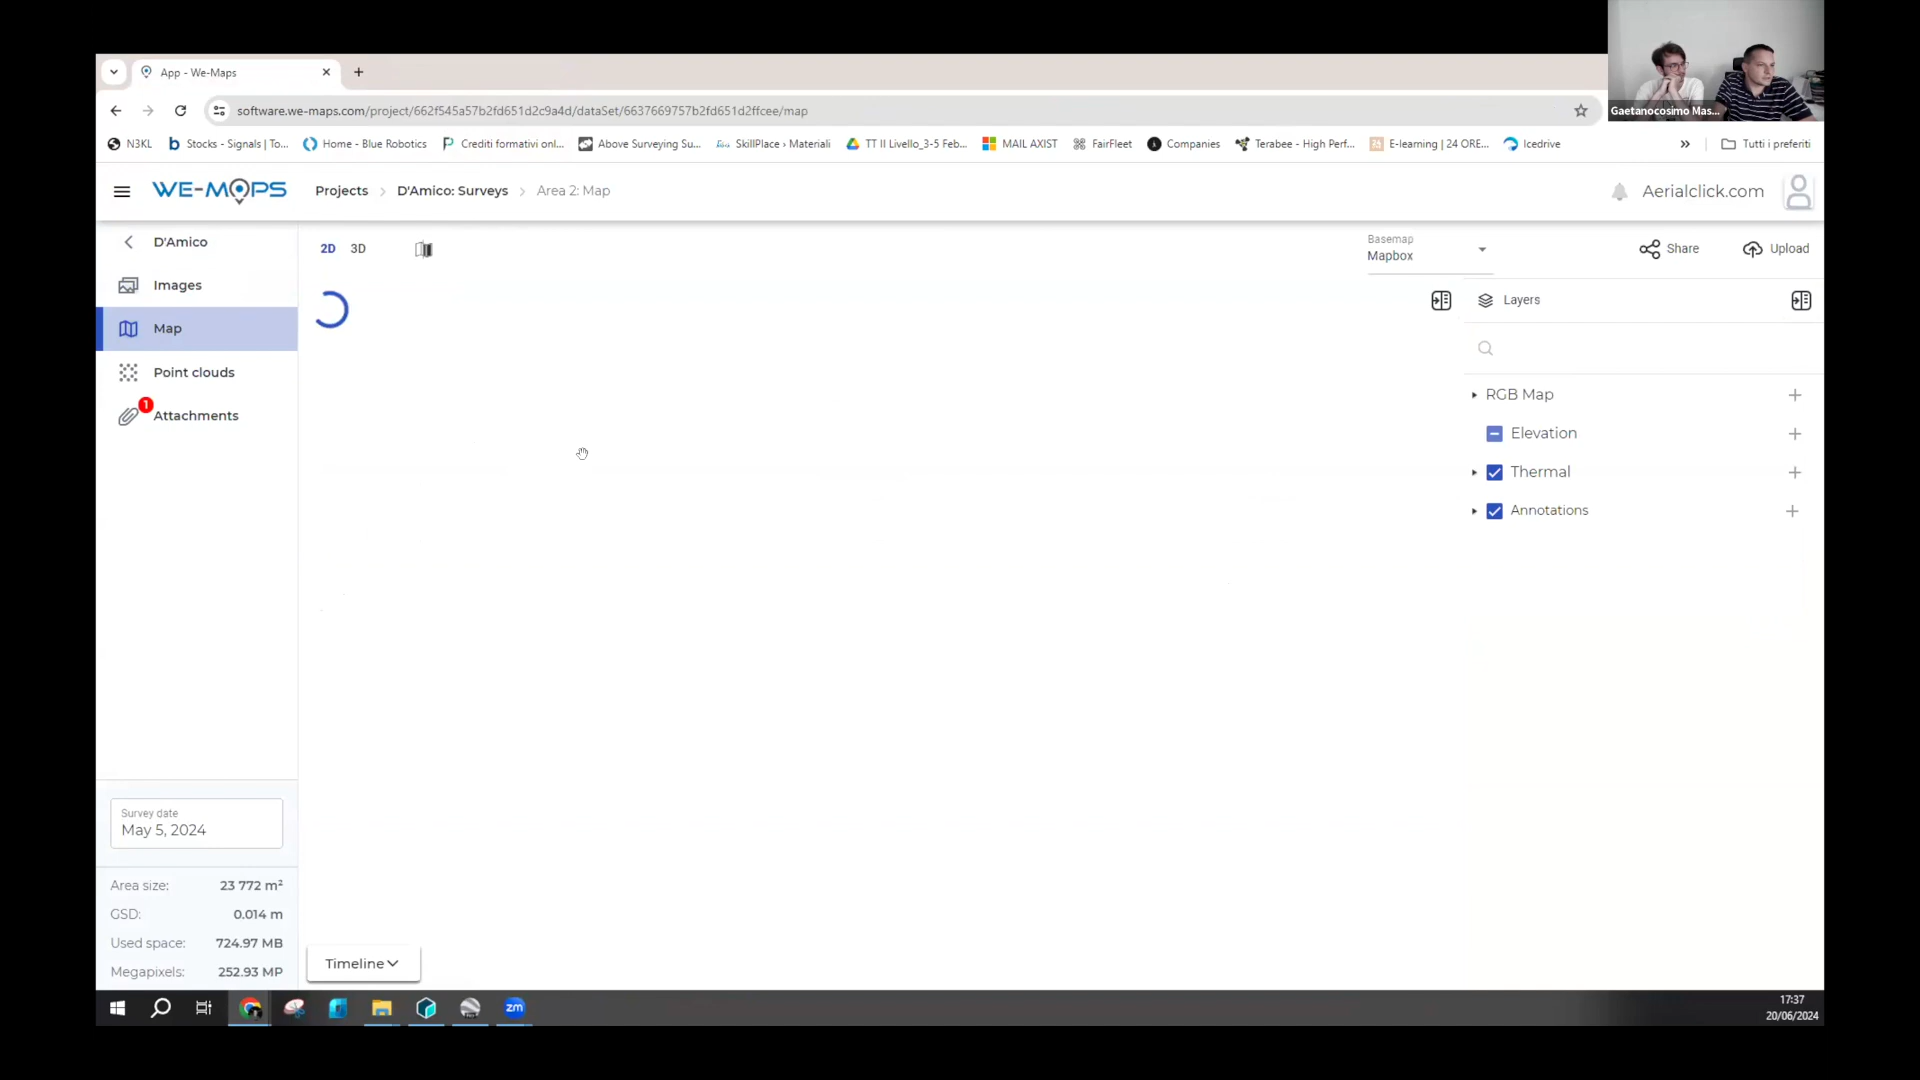 App - We-Maps
software.we-maps.com/project/662f545a57b2fd651d2c9a4d/dataSet/6637669757b2fd651d2ffcee/map
N3KL
Stocks - Signals | To...
Home - Blue Robotics
Crediti formativi onl...
Above Surveying Su...
SkillPlace › Materiali
TT II Livello_3-5 Feb...
MAIL AXIST
FairFleet
Companies
Terabee - High Perf...
E-learning | 24 ORE...
Icedrive
Tutti i preferiti
Gaetanocosimo Mas...
WE-MAPS
Projects
D'Amico: Surveys
Area 2: Map
Aerialclick.com
D'Amico
Images
Map
Point clouds
1
Attachments
2D
3D
Basemap
Mapbox
Share
Upload
Layers
RGB Map
Elevation
Thermal
Annotations
Survey date
May 5, 2024
Area size: 23 772 m²
GSD: 0.014 m
Used space: 724.97 MB
Megapixels: 252.93 MP
Timeline
zm
17:37
20/06/2024